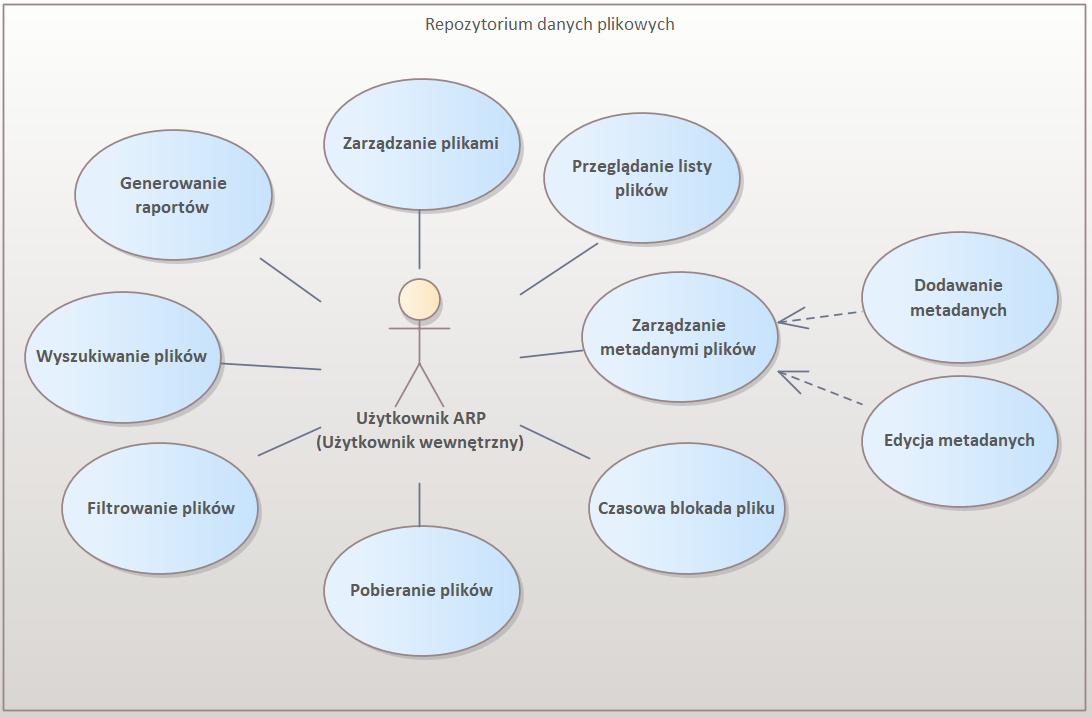 Repozytorium danych plikowych
Zarządzanie plikami
Przeglądanie listy
plików
Generowanie
raportów
Dodawanie
metadanych
Zarządzanie
metadanymi plików
Wyszukiwanie plików
Użytkownik ARP
(Użytkownik wewnętrzny)
Edycja metadanych
Filtrowanie plików
Czasowa blokada pliku
Pobieranie plików